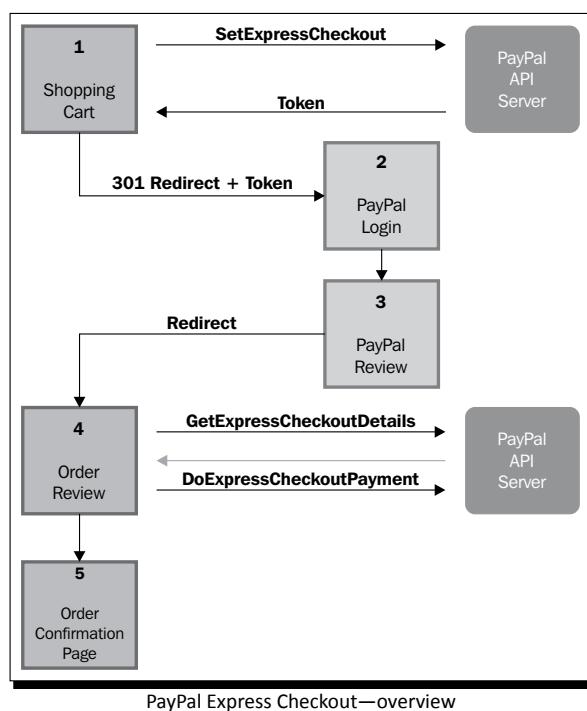 1
Shopping
Cart
SetExpressCheckout
PayPal
API
Server
Token
301 Redirect + Token
2
PayPal
Login
3
PayPal
Review
Redirect
4
Order
Review
GetExpressCheckoutDetails
DoExpressCheckoutPayment
PayPal
API
Server
5
Order
Confirmation
Page
PayPal Express Checkout—overview